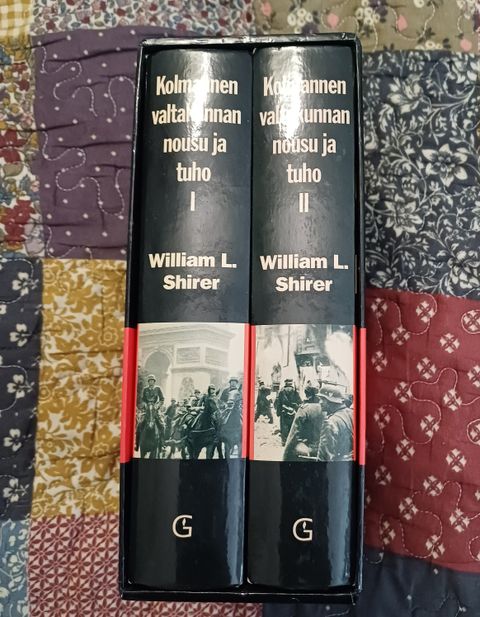 Kolmannen
valtakunnan
nousu ja
tuho
I
William L.
Shirer
G
Kolmannen
valtakunnan
nousu ja
tuho
II
William L.
Shirer
G